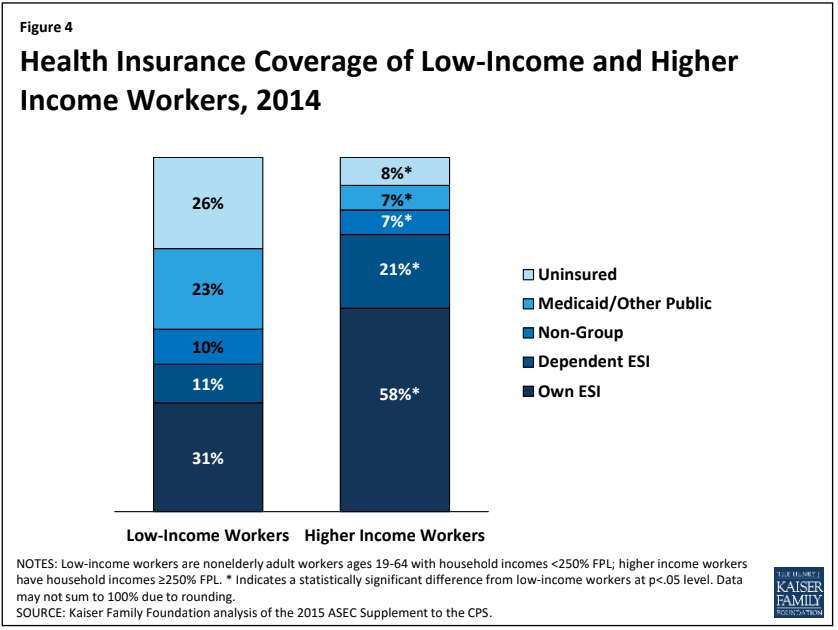 Figure 4
Health Insurance Coverage of Low-Income and Higher
Income Workers, 2014
26%
23%
10%
11%
31%
8%*
7%*
7%*
21%*
58%*
Uninsured
Medicaid/Other Public
Non-Group
Dependent ESI
Own ESI
Low-Income Workers
Higher Income Workers
NOTES: Low-income workers are nonelderly adult workers ages 19-64 with household incomes <250% FPL; higher income workers
have household incomes ≥250% FPL. * Indicates a statistically significant difference from low-income workers at p<.05 level. Data
may not sum to 100% due to rounding.
SOURCE: Kaiser Family Foundation analysis of the 2015 ASEC Supplement to the CPS.
THE HENRY J.
KAISER
FAMILY
FOUNDATION